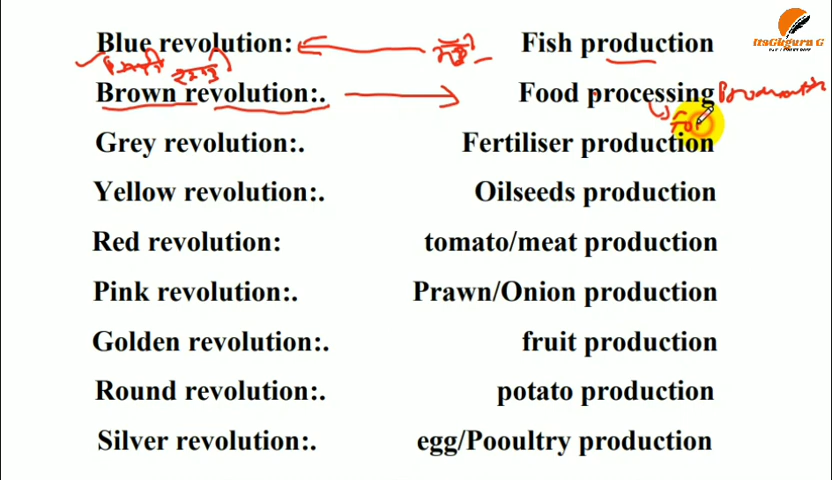 ItsGkguru G
Blue revolution: Fish production
Brown revolution:. Food processing
Grey revolution:. Fertiliser production
Yellow revolution:. Oilseeds production
Red revolution: tomato/meat production
Pink revolution:. Prawn/Onion production
Golden revolution:. fruit production
Round revolution:. potato production
Silver revolution:. egg/Pooultry production